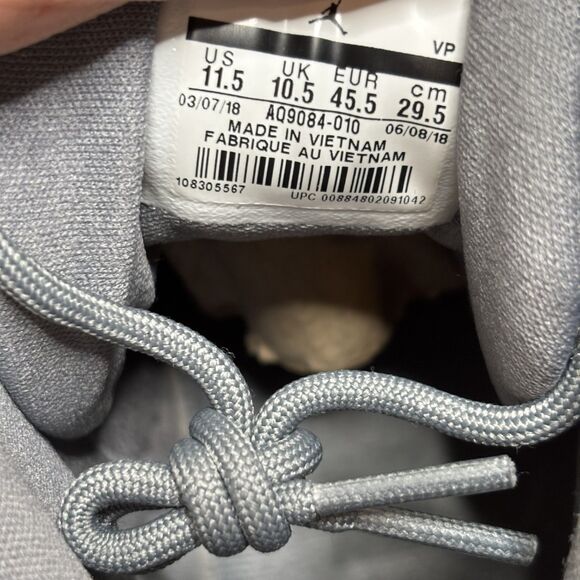 VP
US UK EUR cm
11.5 10.5 45.5 29.5
03/07/18 AQ9084-010 06/08/18
MADE IN VIETNAM
FABRIQUE AU VIETNAM
108305567 UPC 00884802091042